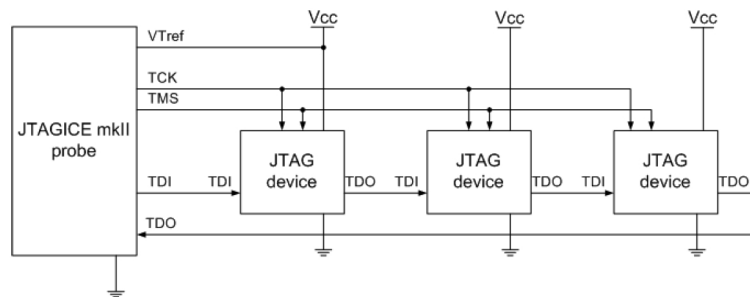 Vcc Vcc Vcc
VTref
TCK
TMS
JTAGICE mkII
probe
JTAG
device
JTAG
device
JTAG
device
TDI TDI TDO TDI TDO TDI TDO
TDO